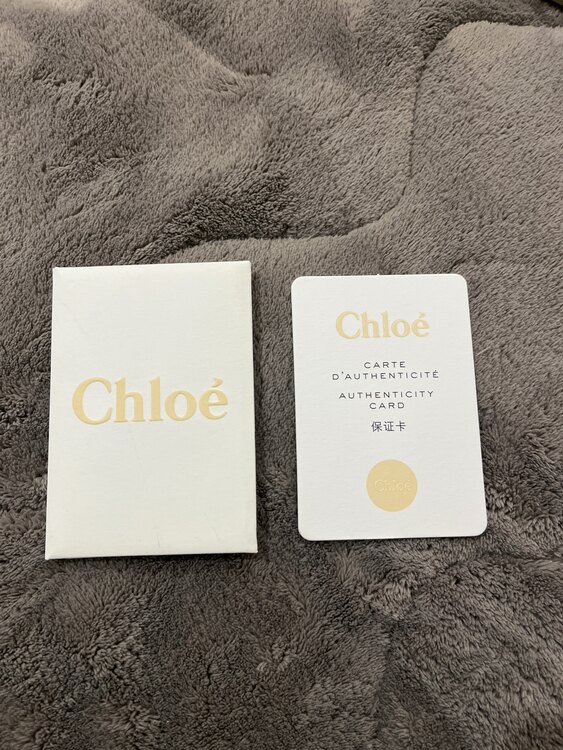 Chloé
Chloé
CARTE
D'AUTHENTICITÉ
AUTHENTICITY
CARD
保证卡
Chloé